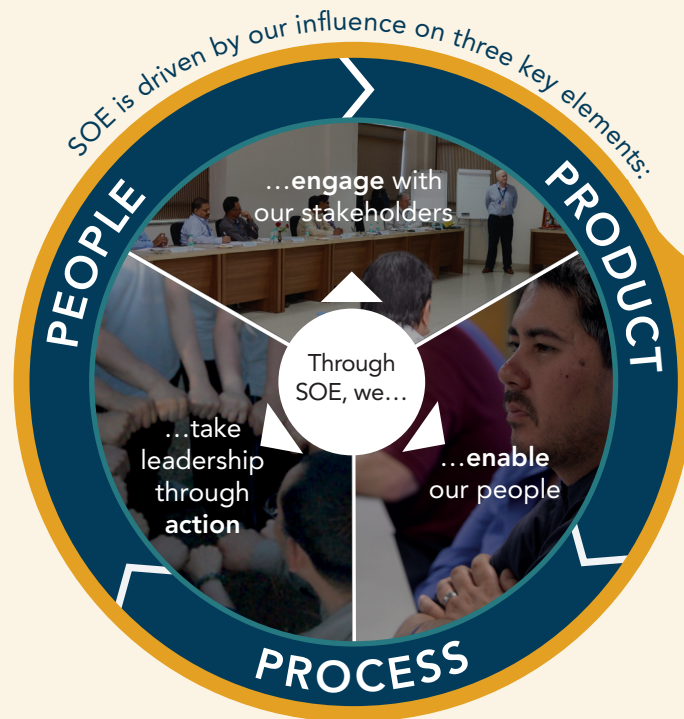 SOE is driven by our influence on three key elements:
PEOPLE
PRODUCT
PROCESS
…engage with
our stakeholders
Through
SOE, we…
…take
leadership
through
action
…enable
our people